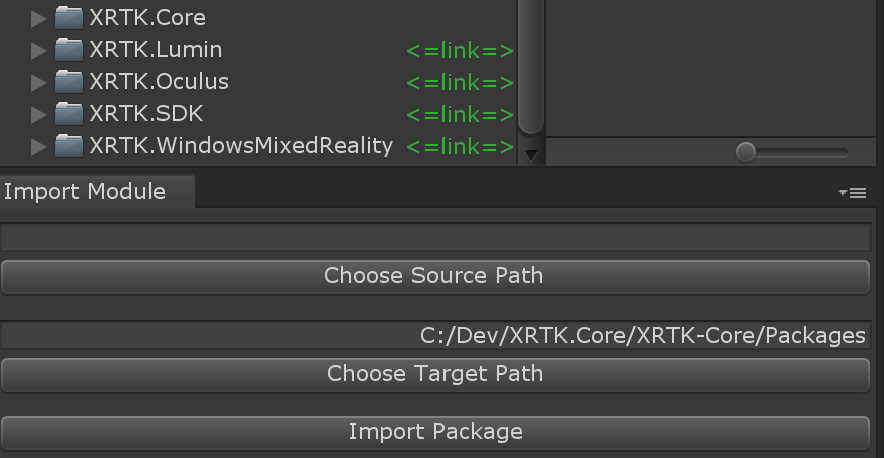 XRTK.Core
XRTK.Lumin <=link=>
XRTK.Oculus <=link=>
XRTK.SDK <=link=>
XRTK.WindowsMixedReality <=link=>
Import Module
Choose Source Path
C:/Dev/XRTK.Core/XRTK-Core/Packages
Choose Target Path
Import Package